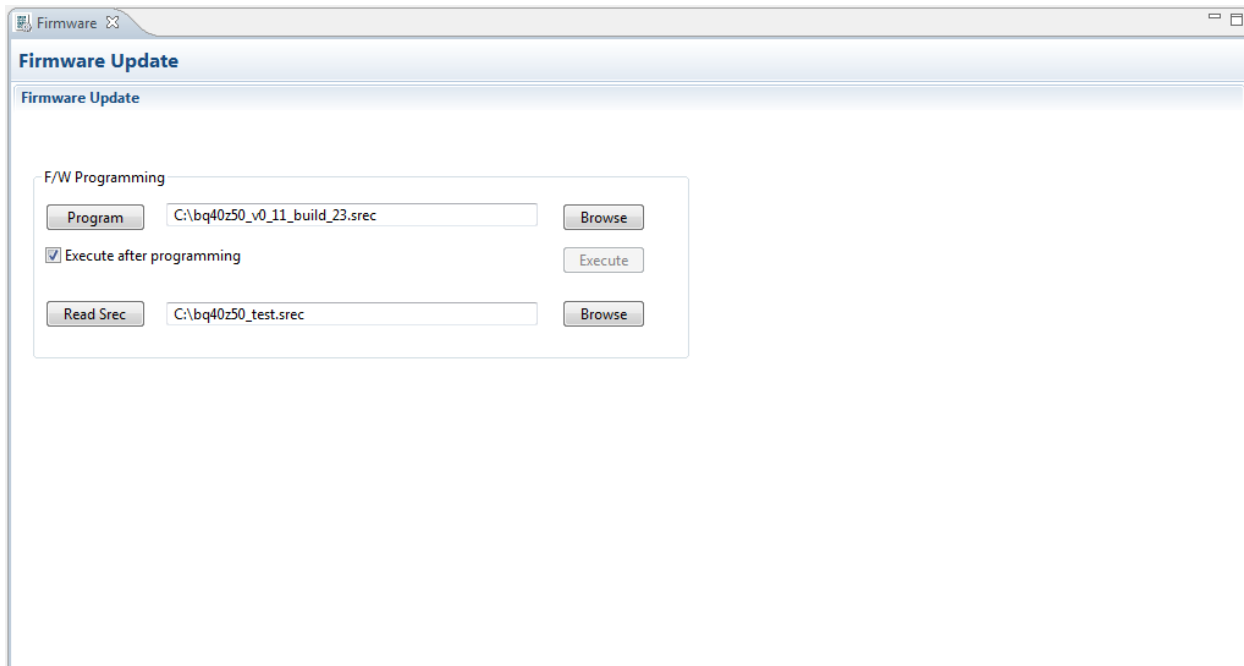 Firmware
Firmware Update
Firmware Update
F/W Programming
Program C:\bq40z50_v0_11_build_23.srec Browse
Execute after programming Execute
Read Srec C:\bq40z50_test.srec Browse